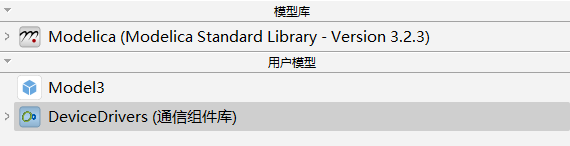 模型库
Modelica (Modelica Standard Library - Version 3.2.3)
用户模型
Model3
DeviceDrivers (通信组件库)